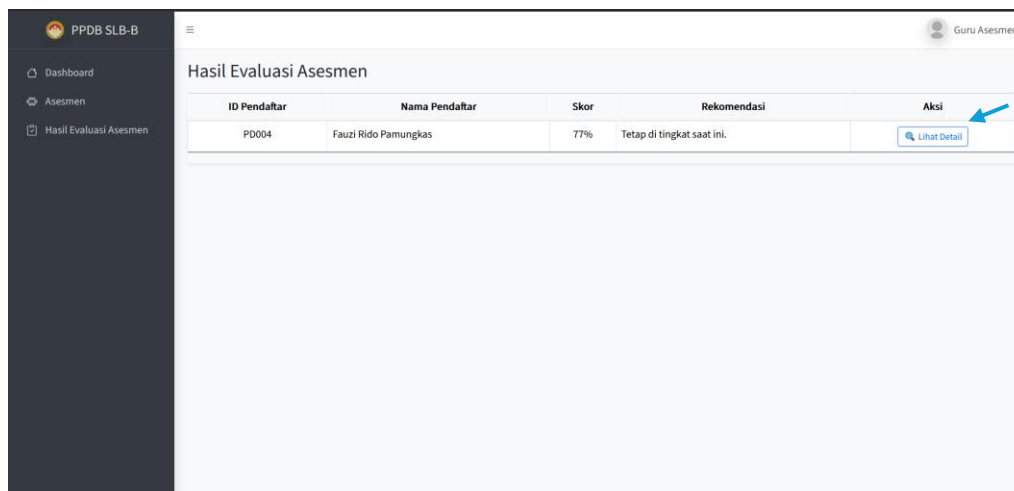 PPDB SLB-B
Guru Asesmen
Dashboard
Asesmen
Hasil Evaluasi Asesmen
Hasil Evaluasi Asesmen
ID Pendaftar Nama Pendaftar Skor Rekomendasi Aksi
PD004 Fauzi Rido Pamungkas 77% Tetap di tingkat saat ini. Lihat Detail